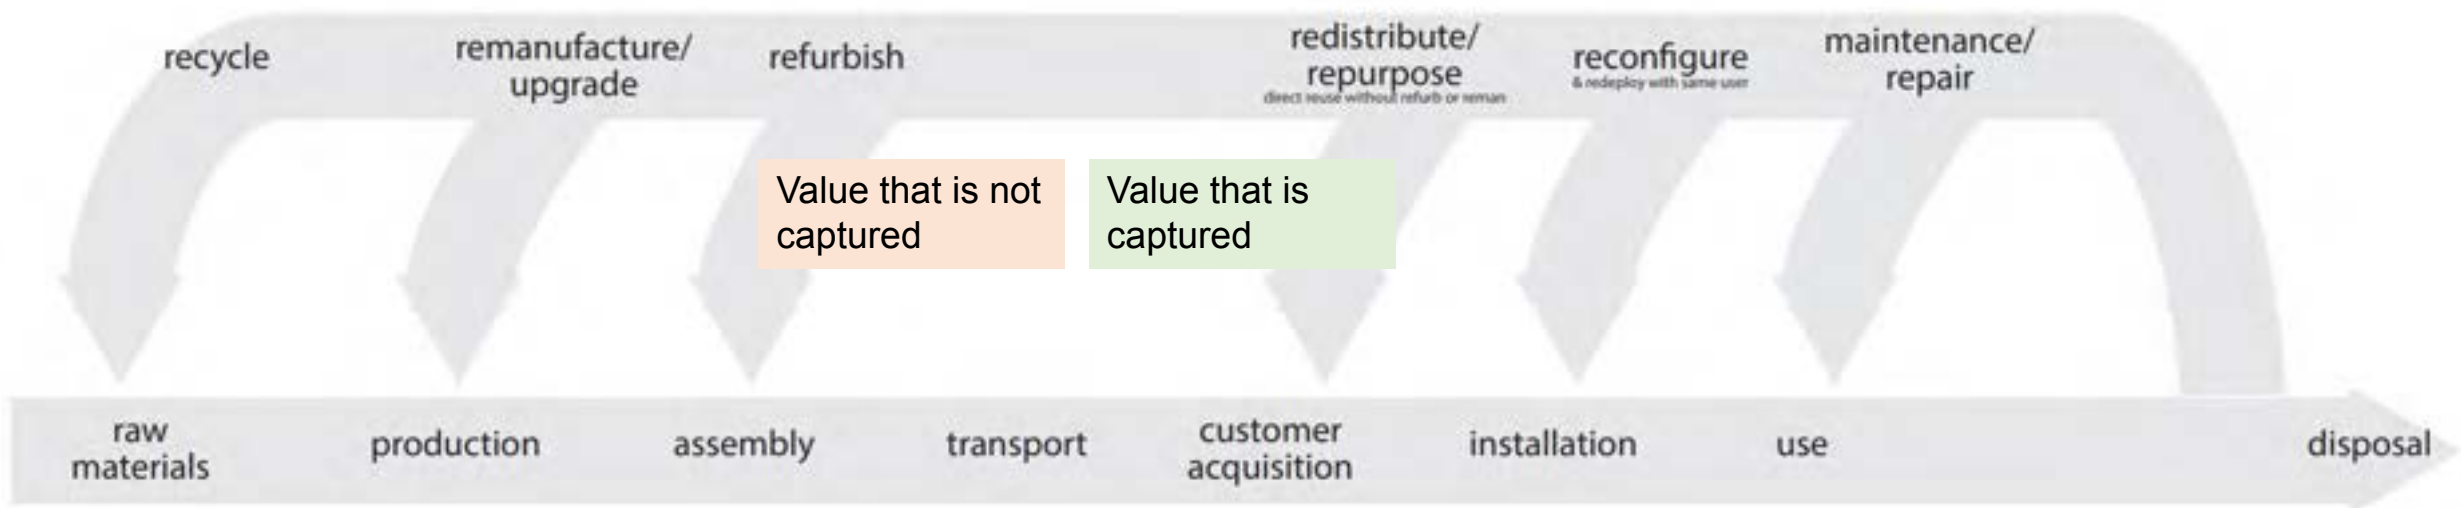 recycle
remanufacture/
upgrade
refurbish
redistribute/
repurpose
direct reuse without refurb or reman
reconfigure
& redeploy with same user
maintenance/
repair
Value that is not
captured
Value that is
captured
raw
materials
production
assembly
transport
customer
acquisition
installation
use
disposal